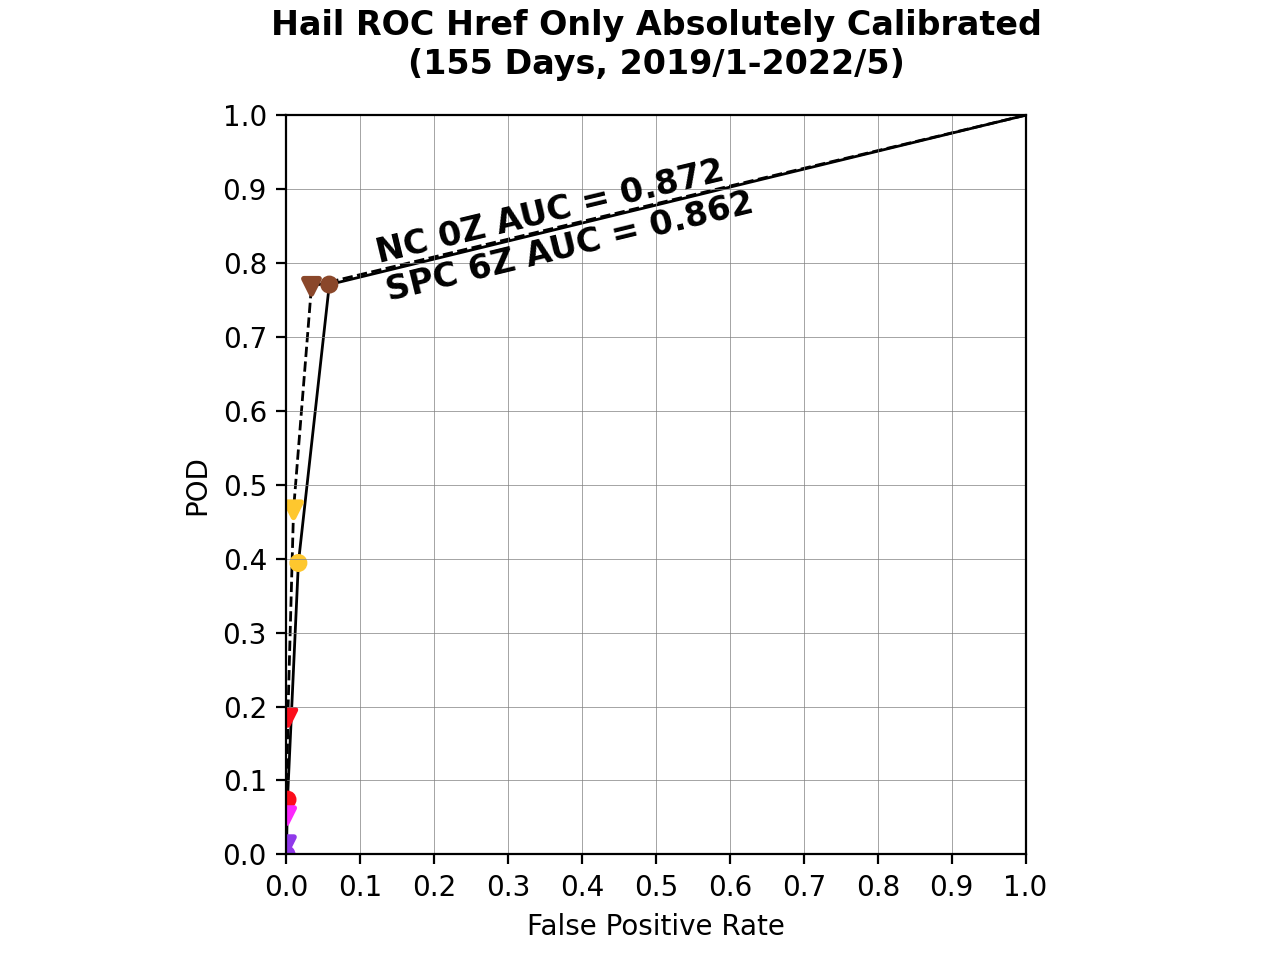 Hail ROC Href Only Absolutely Calibrated
(155 Days, 2019/1-2022/5)
1.0
0.9
0.8
0.7
0.6
0.5
0.4
0.3
0.2
0.1
0.0
POD
NC 0Z AUC = 0.872
SPC 6Z AUC = 0.862
0.0 0.1 0.2 0.3 0.4 0.5 0.6 0.7 0.8 0.9 1.0
False Positive Rate